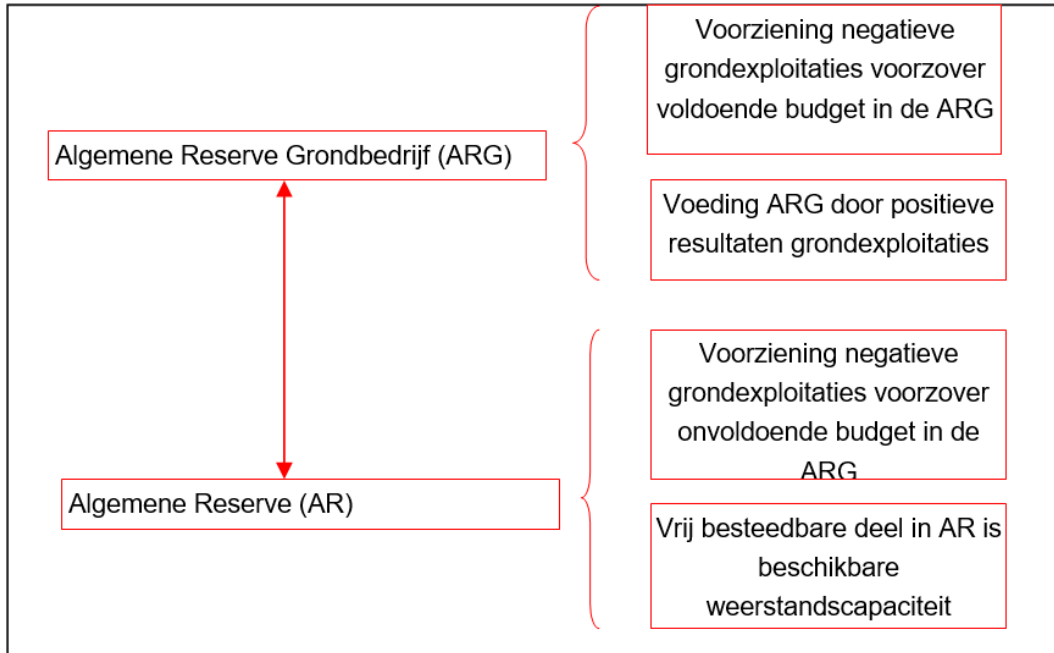 Voorziening negatieve
grondexploitaties voorzover
voldoende budget in de ARG
Algemene Reserve Grondbedrijf (ARG)
Voeding ARG door positieve
resultaten grondexploitaties
Voorziening negatieve
grondexploitaties voorzover
onvoldoende budget in de
ARG
Algemene Reserve (AR)
Vrij besteedbare deel in AR is
beschikbare
weerstandscapaciteit